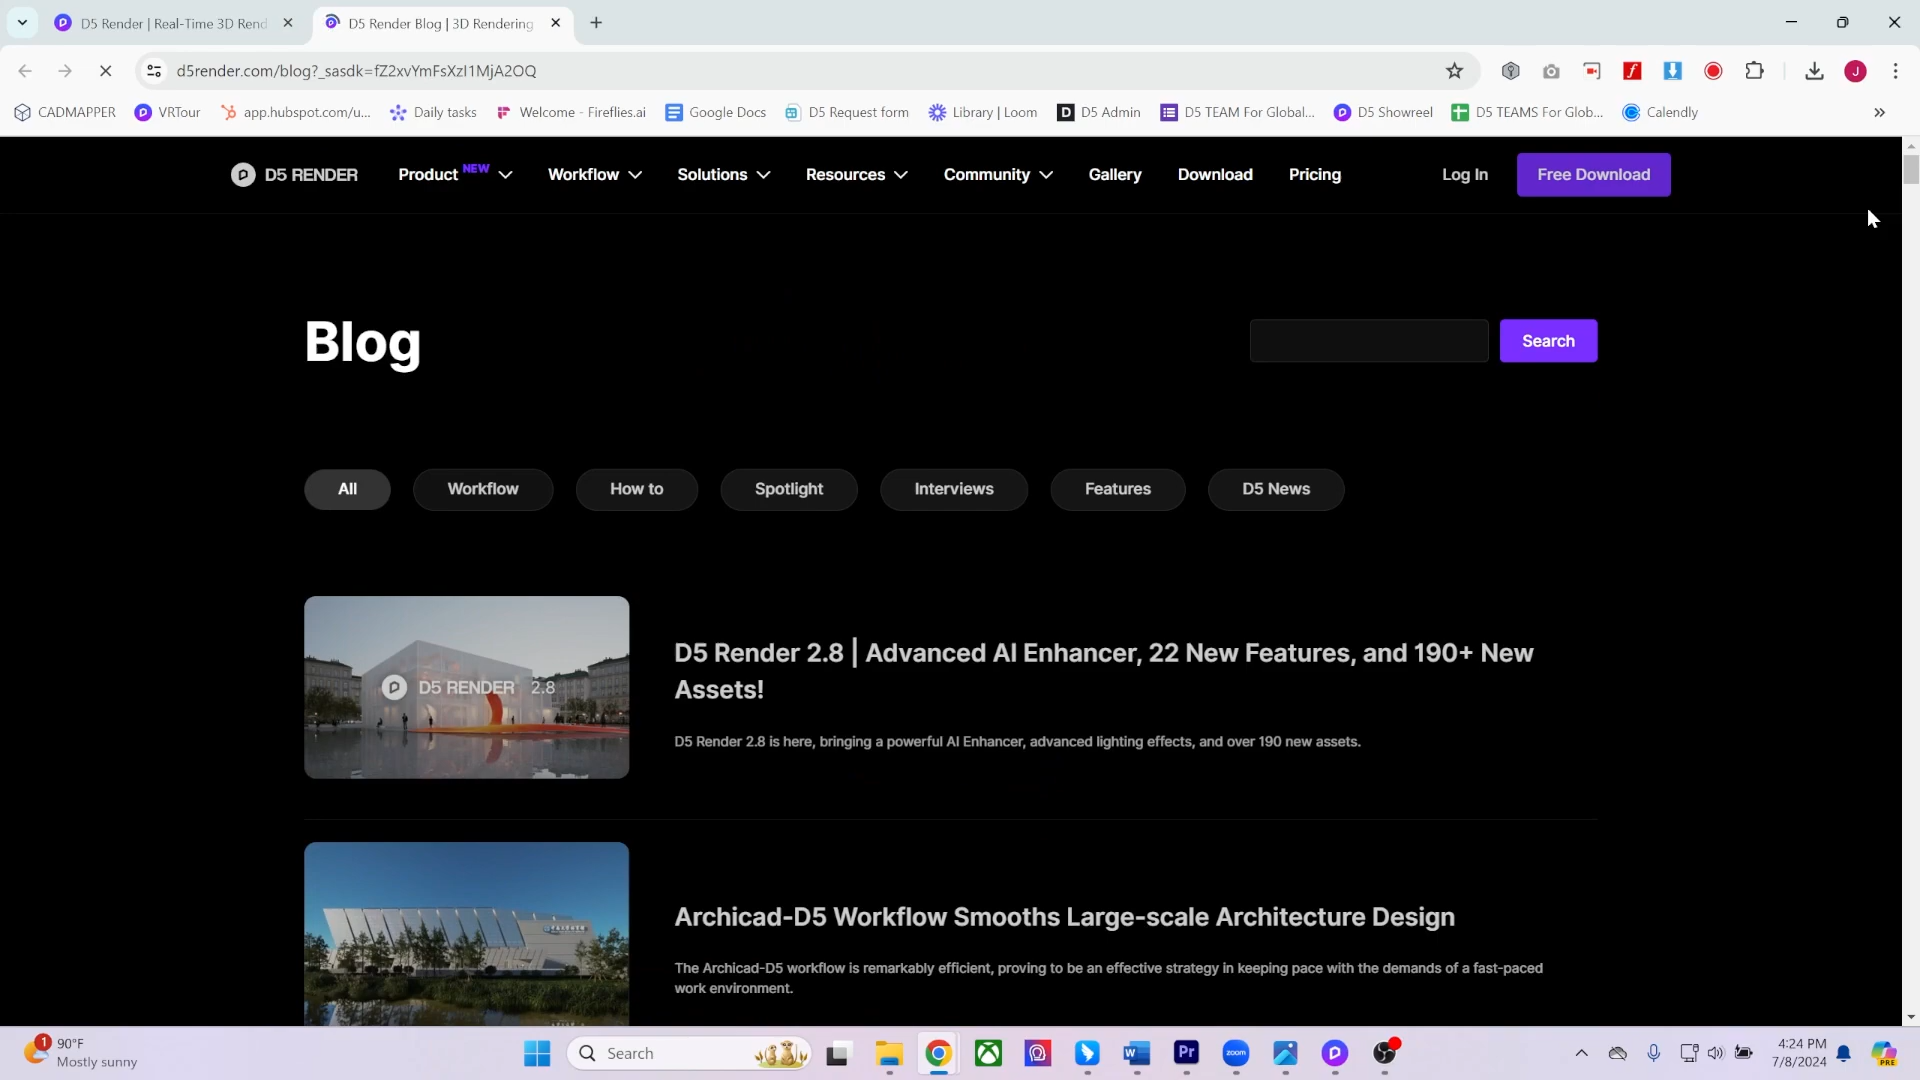 D5 Render | Real-Time 3D Rend
D5 Render Blog | 3D Rendering
d5render.com/blog?_sasdk=fZ2xvYmFsXzI1MjA2OQ
J
CADMAPPER
VRTour
app.hubspot.com/u...
Daily tasks
Welcome - Fireflies.ai
Google Docs
D5 Request form
Library | Loom
D5 Admin
D5 TEAM For Global...
D5 Showreel
D5 TEAMS For Glob...
Calendly
D5 RENDER
Product NEW
Workflow
Solutions
Resources
Community
Gallery
Download
Pricing
Log In
Free Download
Blog
Search
All
Workflow
How to
Spotlight
Interviews
Features
D5 News
D5 RENDER 2.8
D5 Render 2.8 | Advanced AI Enhancer, 22 New Features, and 190+ New
Assets!
D5 Render 2.8 is here, bringing a powerful AI Enhancer, advanced lighting effects, and over 190 new assets.
Archicad-D5 Workflow Smooths Large-scale Architecture Design
The Archicad-D5 workflow is remarkably efficient, proving to be an effective strategy in keeping pace with the demands of a fast-paced
work environment.
1
90°F
Mostly sunny
Search
W
Pr
zoom
4:24 PM
7/8/2024
PRE